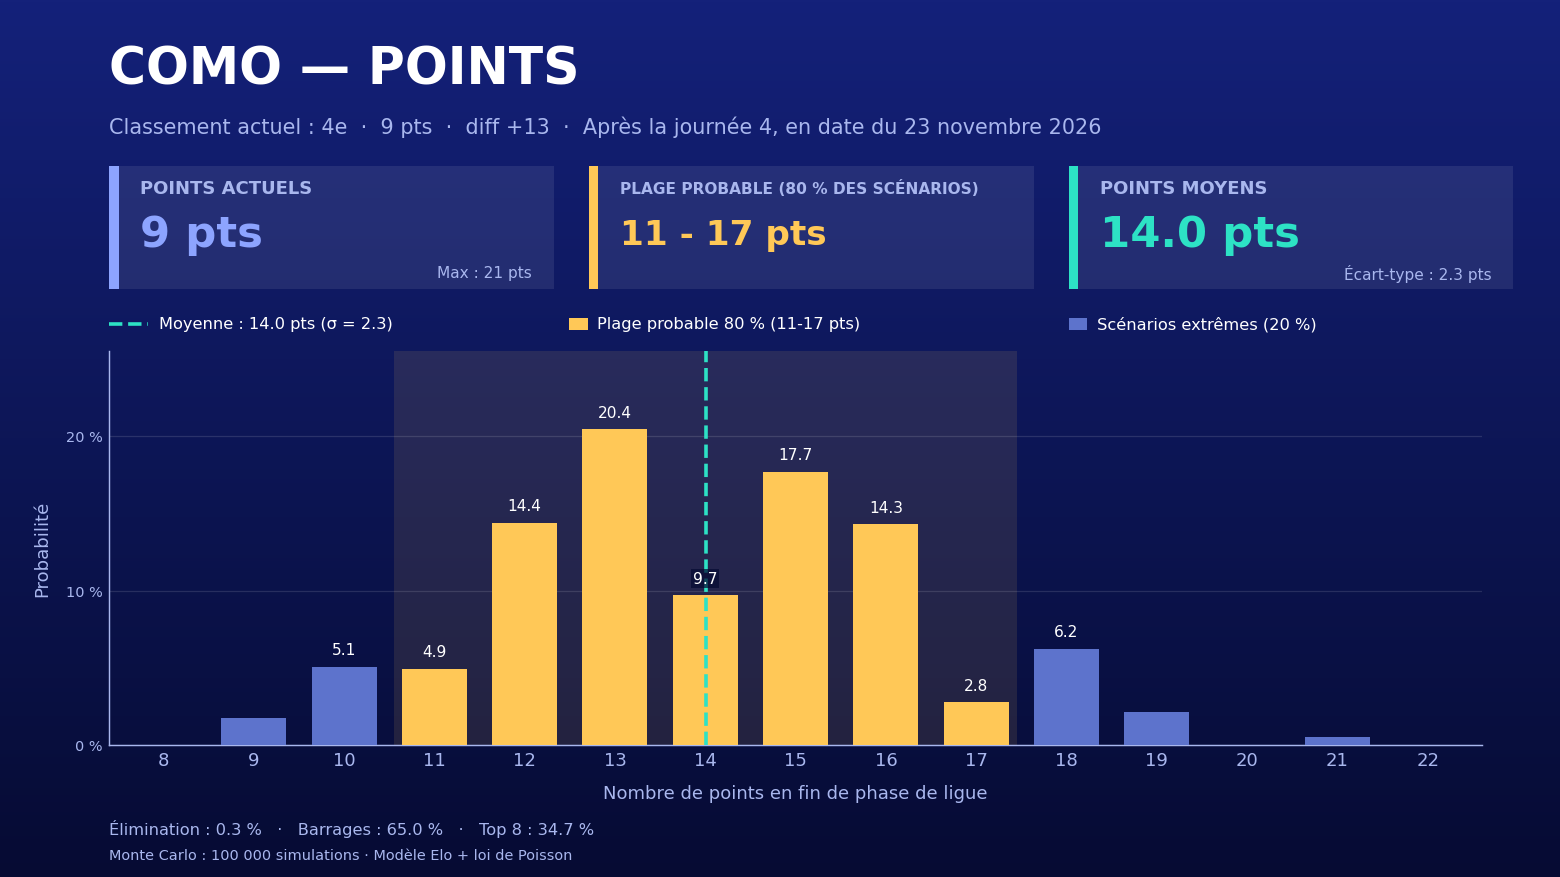 COMO — POINTS
Classement actuel : 4e · 9 pts · diff +13 · Après la journée 4, en date du 23 novembre 2026
POINTS ACTUELS
9 pts
Max : 21 pts
PLAGE PROBABLE (80 % DES SCÉNARIOS)
11 - 17 pts
POINTS MOYENS
14.0 pts
Écart-type : 2.3 pts
Moyenne : 14.0 pts (σ = 2.3)
Plage probable 80 % (11-17 pts)
Scénarios extrêmes (20 %)
Probabilité
20 %
10 %
0 %
5.1
4.9
14.4
20.4
9.7
17.7
14.3
2.8
6.2
8 9 10 11 12 13 14 15 16 17 18 19 20 21 22
Nombre de points en fin de phase de ligue
Élimination : 0.3 % · Barrages : 65.0 % · Top 8 : 34.7 %
Monte Carlo : 100 000 simulations · Modèle Elo + loi de Poisson